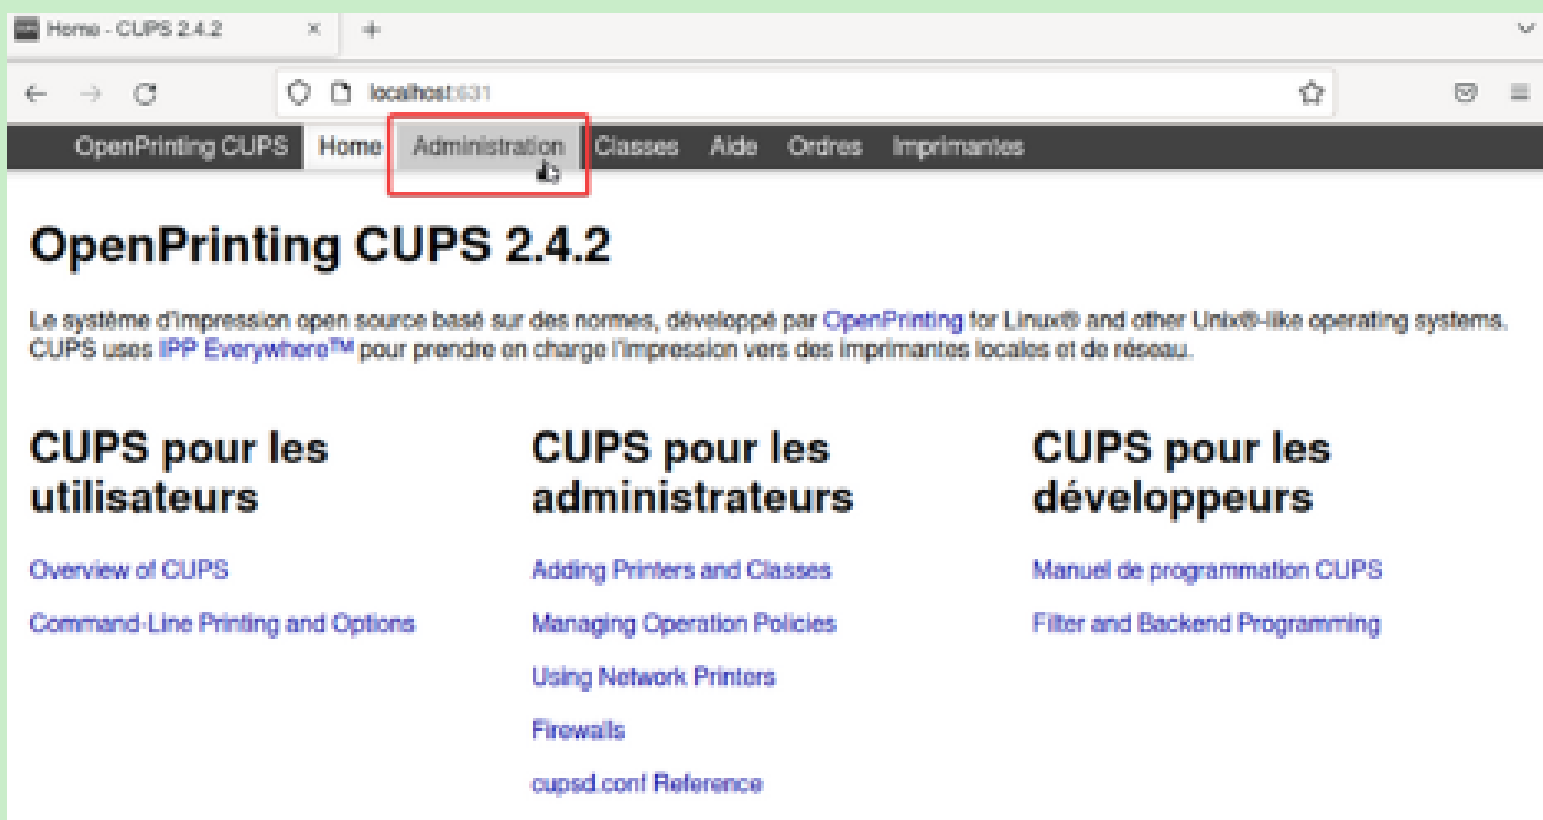 Home - CUPS 2.4.2
localhost:631
OpenPrinting CUPS Home Administration Classes Aide Ordres Imprimantes
OpenPrinting CUPS 2.4.2
Le système d'impression open source basé sur des normes, développé par OpenPrinting for Linux® and other Unix®-like operating systems.
CUPS uses IPP Everywhere™ pour prendre en charge l'impression vers des imprimantes locales et de réseau.
CUPS pour les
utilisateurs
Overview of CUPS
Command-Line Printing and Options
CUPS pour les
administrateurs
Adding Printers and Classes
Managing Operation Policies
Using Network Printers
Firewalls
cupsd.conf Reference
CUPS pour les
développeurs
Manuel de programmation CUPS
Filter and Backend Programming